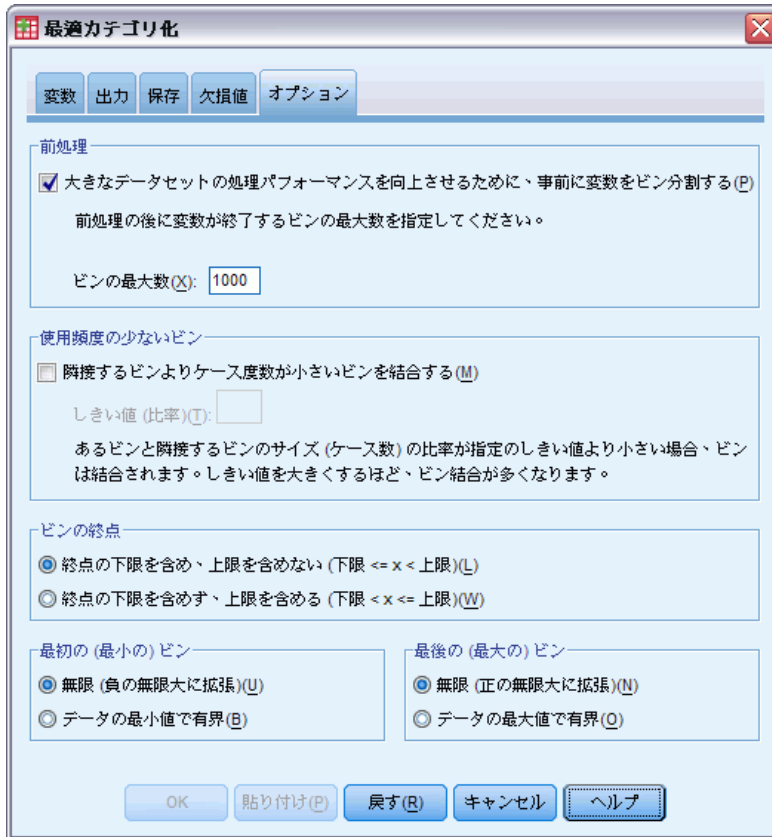 最適カテゴリ化
変数 出力 保存 欠損値 オプション
前処理
大きなデータセットの処理パフォーマンスを向上させるために、事前に変数をビン分割する(P)
前処理の後に変数が終了するビンの最大数を指定してください。
ビンの最大数(X): 1000
使用頻度の少ないビン
隣接するビンよりケース度数が小さいビンを結合する(M)
しきい値 (比率)(T):
あるビンと隣接するビンのサイズ (ケース数) の比率が指定のしきい値より小さい場合、ビン
は結合されます。しきい値を大きくするほど、ビン結合が多くなります。
ビンの終点
終点の下限を含め、上限を含めない (下限 <= x < 上限)(L)
終点の下限を含めず、上限を含める (下限 < x <= 上限)(W)
最初の (最小の) ビン
無限 (負の無限大に拡張)(U)
データの最小値で有界(B)
最後の (最大の) ビン
無限 (正の無限大に拡張)(N)
データの最大値で有界(O)
OK 貼り付け(P) 戻す(R) キャンセル ヘルプ